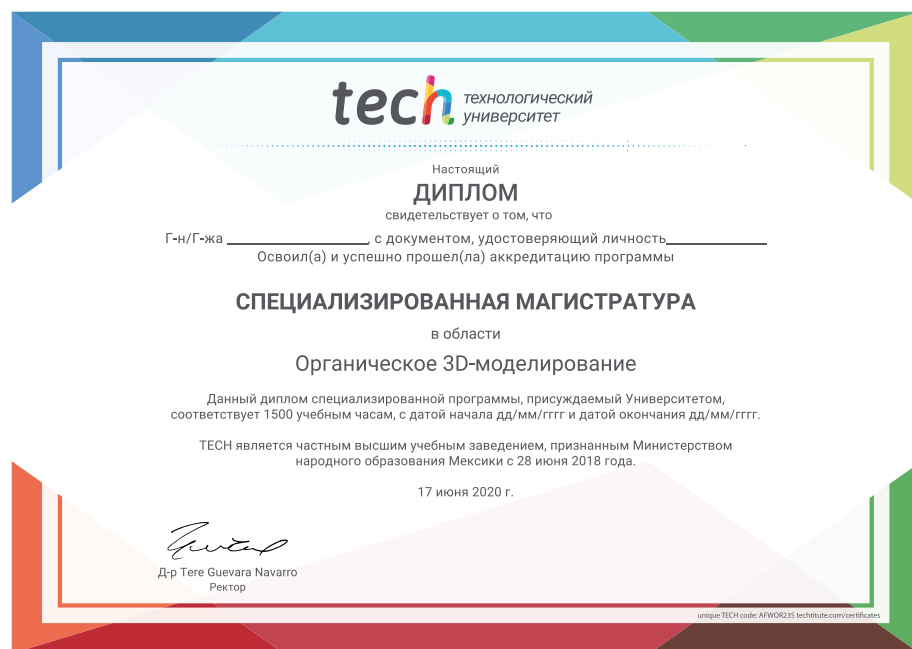 tech технологический
университет
Настоящий
ДИПЛОМ
свидетельствует о том, что
Г-н/Г-жа ____________________, с документом, удостоверяющий личность______________
Освоил(а) и успешно прошел(ла) аккредитацию программы
СПЕЦИАЛИЗИРОВАННАЯ МАГИСТРАТУРА
в области
Органическое 3D-моделирование
Данный диплом специализированной программы, присуждаемый Университетом,
соответствует 1500 учебным часам, с датой начала дд/мм/гггг и датой окончания дд/мм/гггг.
TECH является частным высшим учебным заведением, признанным Министерством
народного образования Мексики с 28 июня 2018 года.
17 июня 2020 г.
Д-р Tere Guevara Navarro
Ректор
unique TECH code: AFWOR23S techtitute.com/certificates